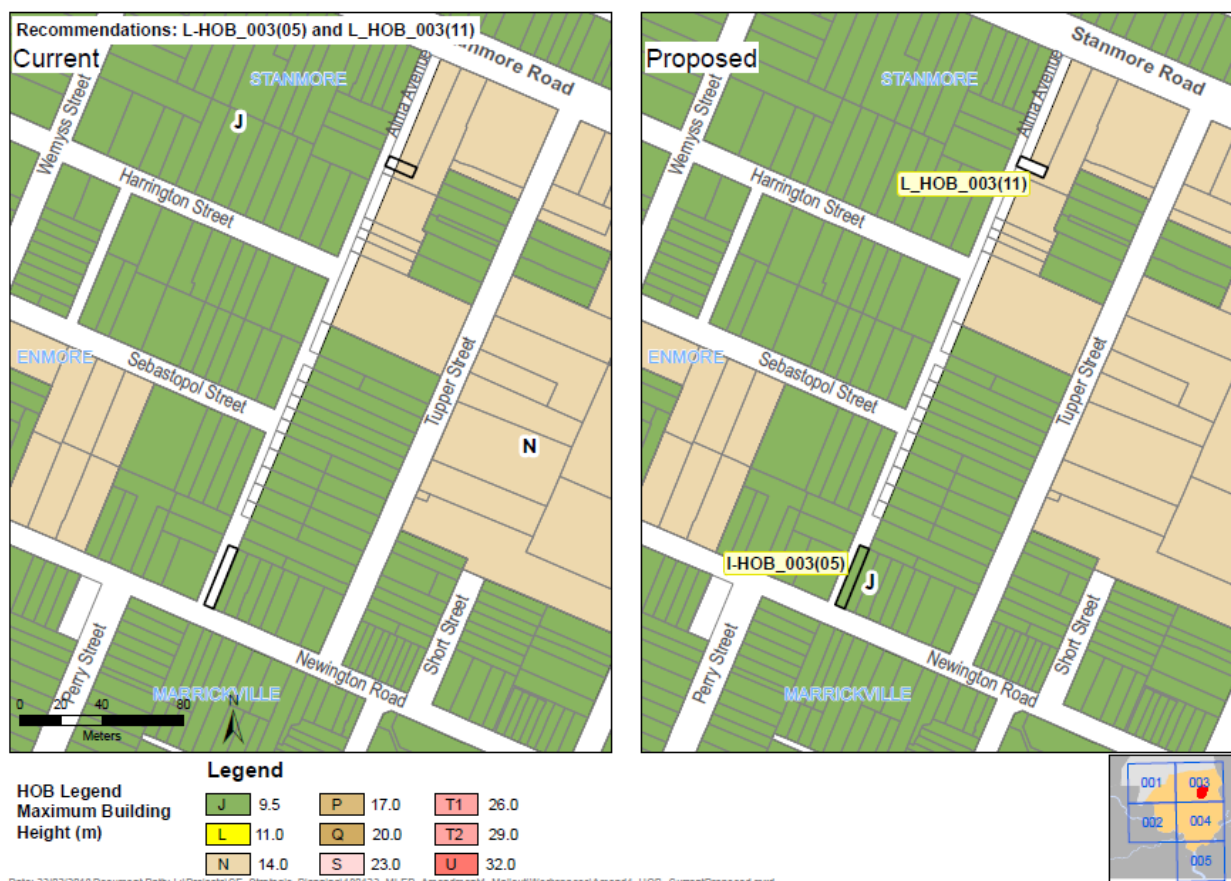 Recommendations: L-HOB_003(05) and L_HOB_003(11)
Current
Stanmore Road
STANMORE
Alma Avenue
Wemyss Street
J
Harrington Street
ENMORE
Sebastopol Street
Tupper Street
N
Short Street
Newington Road
Perry Street
MARRICKVILLE
0 20 40 80
Meters
N
Proposed
Stanmore Road
STANMORE
Alma Avenue
Wemyss Street
L_HOB_003(11)
Harrington Street
ENMORE
Sebastopol Street
Tupper Street
I-HOB_003(05)
J
Short Street
Newington Road
Perry Street
MARRICKVILLE
HOB Legend
Maximum Building
Height (m)
Legend
J 9.5 P 17.0 T1 26.0
L 11.0 Q 20.0 T2 29.0
N 14.0 S 23.0 U 32.0
001 003
002 004
005